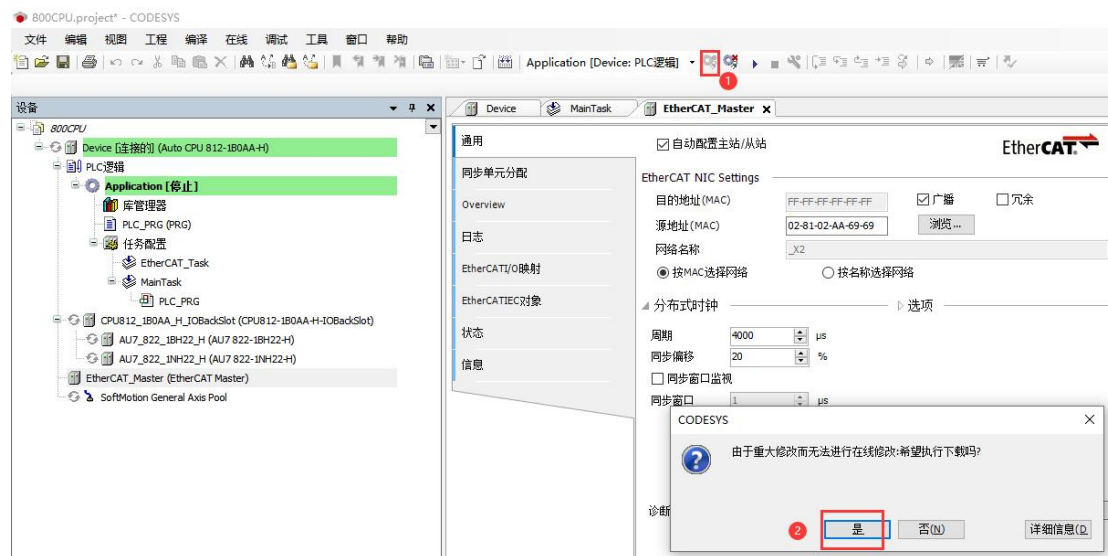 800CPU.project* - CODESYS
文件 编辑 视图 工程 编译 在线 调试 工具 窗口 帮助
Application [Device: PLC逻辑]
1
设备
800CPU
Device [连接的] (Auto CPU 812-1BOAA-H)
PLC逻辑
Application [停止]
库管理器
PLC_PRG (PRG)
任务配置
EtherCAT_Task
MainTask
PLC_PRG
CPU812_1B0AA_H_IOBackSlot (CPU812-1B0AA-H-IOBackSlot)
AU7_822_1BH22_H (AU7 822-1BH22-H)
AU7_822_1NH22_H (AU7 822-1NH22-H)
EtherCAT_Master (EtherCAT Master)
SoftMotion General Axis Pool
Device MainTask EtherCAT_Master
通用
同步单元分配
Overview
日志
EtherCATI/O映射
EtherCATIEC对象
状态
信息
自动配置主站/从站
EtherCAT.
EtherCAT NIC Settings
目的地址(MAC) FF-FF-FF-FF-FF-FF 广播 冗余
源地址(MAC) 02-81-02-AA-69-69 浏览...
网络名称 _X2
按MAC选择网络 按名称选择网络
分布式时钟 选项
周期 4000 µs
同步偏移 20 %
同步窗口监视
同步窗口 1 µs
诊断
CODESYS
由于重大修改而无法进行在线修改:希望执行下载吗?
2
是 否(N) 详细信息(D